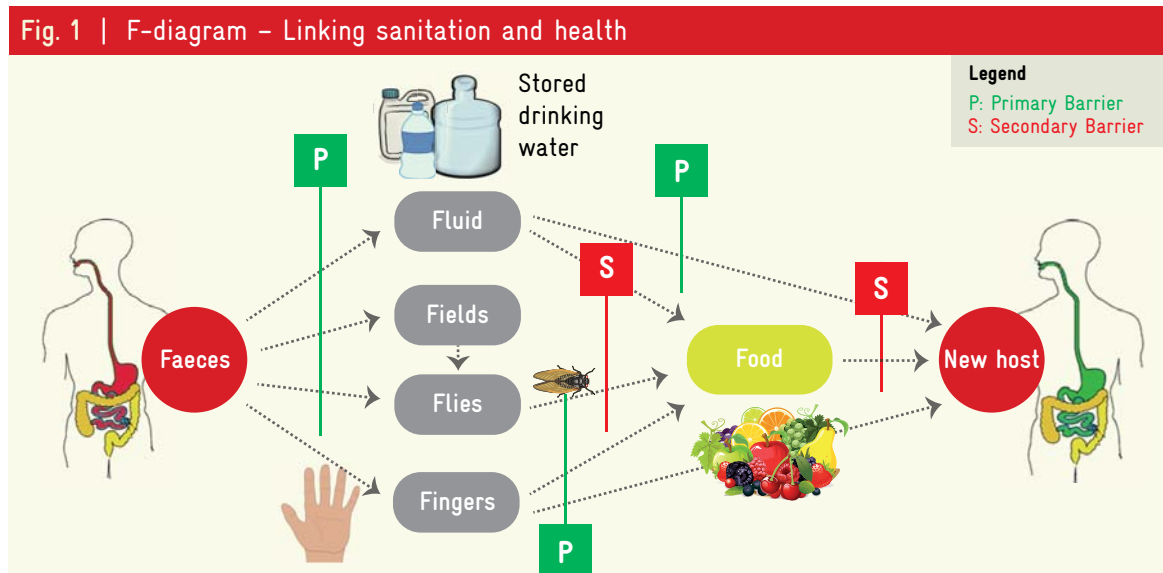 Fig. 1 | F-diagram – Linking sanitation and health
Legend
P: Primary Barrier
S: Secondary Barrier
Stored
drinking
water
P
P
Fluid
S
S
Fields
Faeces
Food
New host
Flies
Fingers
P